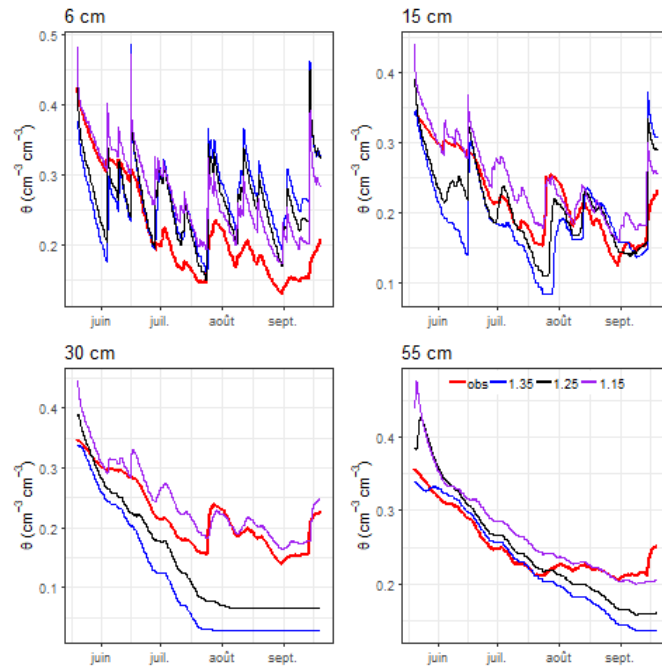 6 cm
θ (cm⁻³ cm⁻³)
0.5
0.4
0.3
0.2
juin juil. août sept.
15 cm
θ (cm⁻³ cm⁻³)
0.4
0.3
0.2
0.1
juin juil. août sept.
30 cm
θ (cm⁻³ cm⁻³)
0.4
0.3
0.2
0.1
juin juil. août sept.
55 cm
obs 1.35 1.25 1.15
θ (cm⁻³ cm⁻³)
0.4
0.3
0.2
juin juil. août sept.